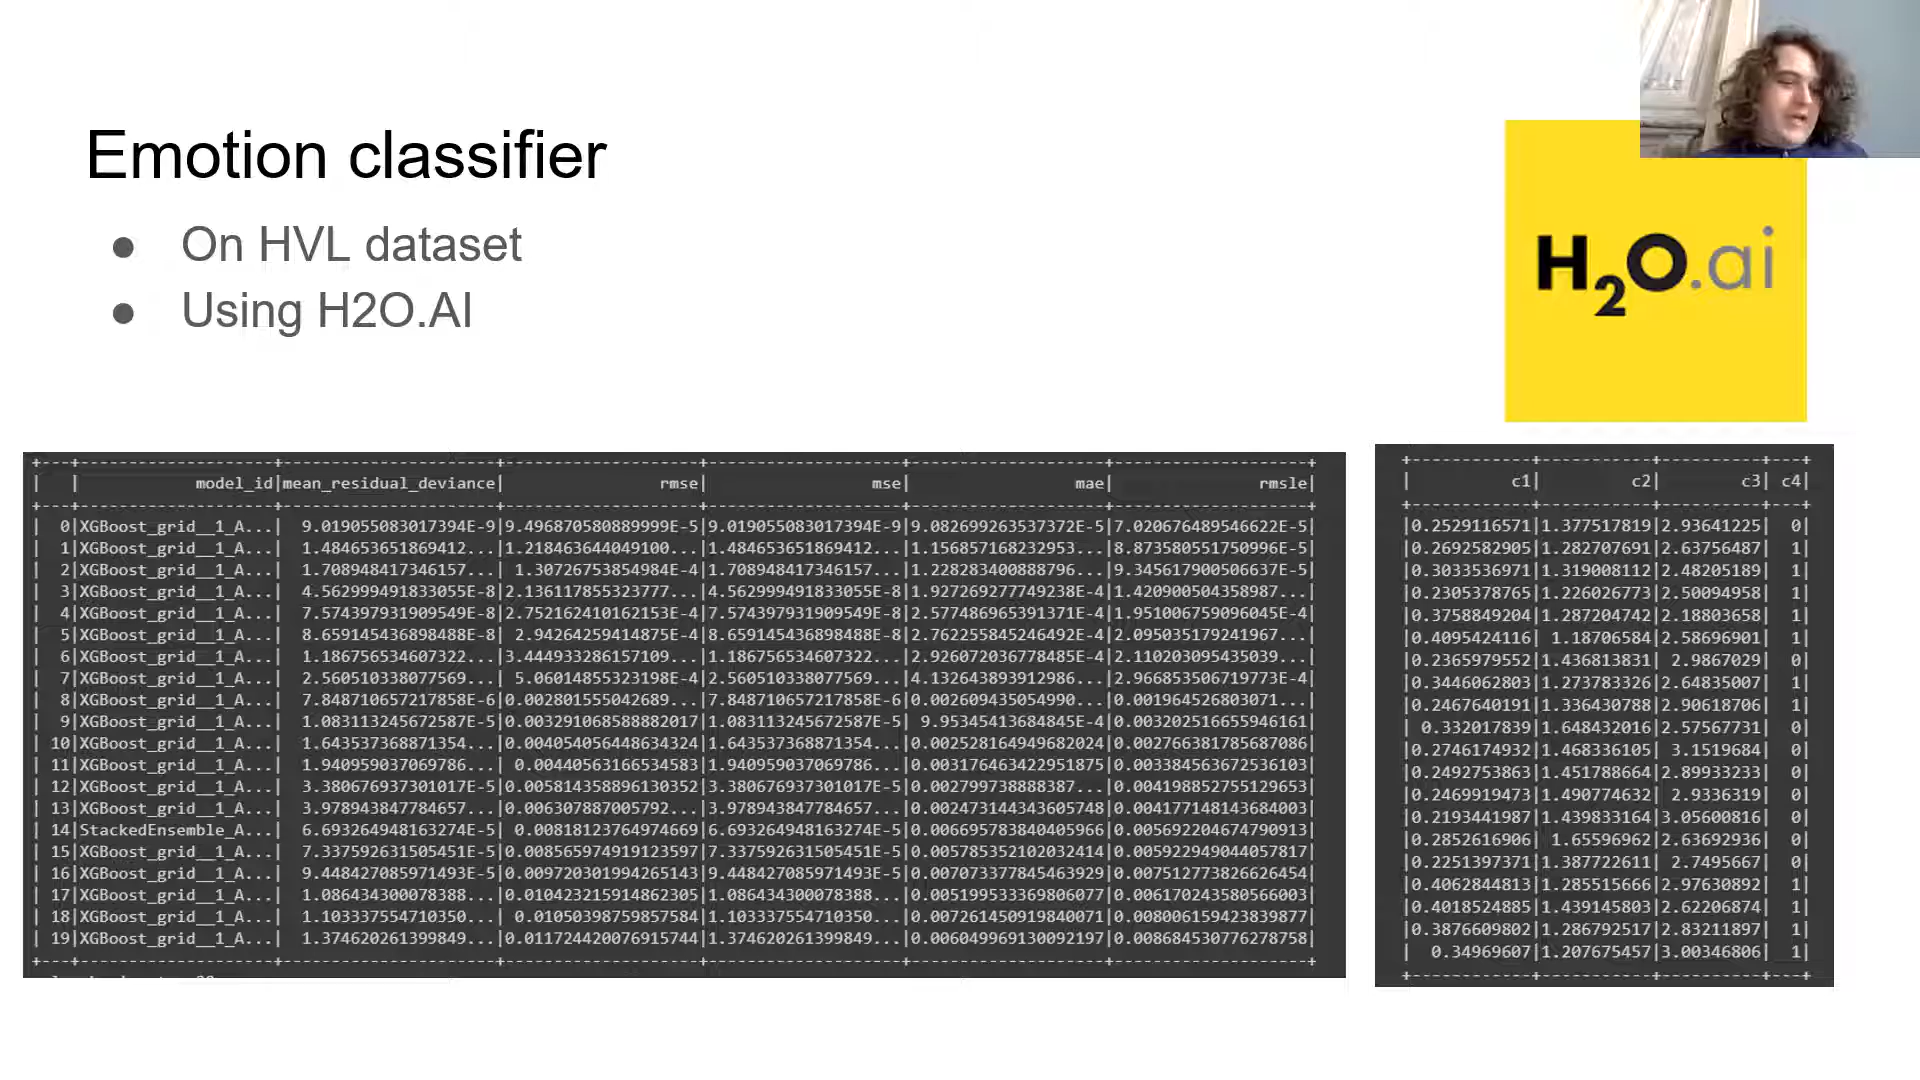 Emotion classifier
● On HVL dataset
● Using H2O.AI
H2O.ai
+---+--------------------+----------------------+--------------------+--------------------+--------------------+--------------------+
| | model_id|mean_residual_deviance| rmse| mse| mae| rmsle|
| 0|XGBoost_grid__1_A...| 9.019055083017394E-9|9.496870580889999E-5|9.019055083017394E-9|9.082699263537372E-5|7.020676489546622E-5|
| 1|XGBoost_grid__1_A...| 1.484653651869412...|1.218463644049100...|1.484653651869412...|1.156857168232953...|8.873580551750996E-5|
| 2|XGBoost_grid__1_A...| 1.708948417346157...| 1.30726753854984E-4|1.708948417346157...|1.228283400888796...|9.345617900506637E-5|
| 3|XGBoost_grid__1_A...| 4.562999491833055E-8|2.136117855323777...|4.562999491833055E-8|1.927269277749238E-4|1.420900504358987...|
| 4|XGBoost_grid__1_A...| 7.574397931909549E-8|2.752162410162153E-4|7.574397931909549E-8|2.577486965391371E-4|1.951006759096045E-4|
| 5|XGBoost_grid__1_A...| 8.659145436898488E-8| 2.94264259414875E-4|8.659145436898488E-8|2.762255845246492E-4|2.095035179241967...|
| 6|XGBoost_grid__1_A...| 1.186756534607322...|3.444933286157109...|1.186756534607322...|2.926072036778485E-4|2.110203095435039...|
| 7|XGBoost_grid__1_A...| 2.560510338077569...| 5.06014855323198E-4|2.560510338077569...|4.132643893912986...|2.966853506719773E-4|
| 8|XGBoost_grid__1_A...| 7.848710657217858E-6|0.0028015550426​89...|7.848710657217858E-6|0.002609435054990...|0.001964526803071...|
| 9|XGBoost_grid__1_A...| 1.083113245672587E-5|0.003291068588882017|1.083113245672587E-5| 9.95345413684845E-4|0.003202516655946161|
| 10|XGBoost_grid__1_A...| 1.643537368871354...|0.004054056448634324|1.643537368871354...|0.002528164949682024|0.002766381785687086|
| 11|XGBoost_grid__1_A...| 1.940959037069786...| 0.00440563166534583|1.940959037069786...|0.003176463422951875|0.003384563672536103|
| 12|XGBoost_grid__1_A...| 3.380676937301017E-5|0.005814358896130352|3.380676937301017E-5|0.002799738888387...|0.004198852755129653|
| 13|XGBoost_grid__1_A...| 3.978943847784657...|0.006307887005792...|3.978943847784657...|0.002473144343605748|0.004177148143684003|
| 14|StackedEnsemble_A...| 6.693264948163274E-5| 0.00818123764974669|6.693264948163274E-5|0.006695783840405966|0.005692204674790913|
| 15|XGBoost_grid__1_A...| 7.337592631505451E-5|0.008565974919123597|7.337592631505451E-5|0.005785352102032414|0.005922949044057817|
| 16|XGBoost_grid__1_A...| 9.448427085971493E-5|0.009720301994265143|9.448427085971493E-5|0.007073377845463929|0.007512773826626454|
| 17|XGBoost_grid__1_A...| 1.086434300078388...|0.010423215914862305|1.086434300078388...|0.005199533369806077|0.006170243580566003|
| 18|XGBoost_grid__1_A...| 1.103337554710350...| 0.01050398759857584|1.103337554710350...|0.007261450919840071|0.008006159423839877|
| 19|XGBoost_grid__1_A...| 1.374620261399849...|0.011724420076915744|1.374620261399849...|0.006049969130092197|0.008684530776278758|
| c1| c2| c3| c4|
|0.2529116571|1.377517819|2.93641225| 0|
|0.2692582905|1.282707691|2.63756487| 1|
|0.3033536971|1.319008112|2.48205189| 1|
|0.2305378765|1.226026773|2.50094958| 1|
|0.3758849204|1.287204742|2.18803658| 1|
|0.4095424116| 1.18706584|2.58696901| 1|
|0.2365979552|1.436813831| 2.9867029| 0|
|0.3446062803|1.273783326|2.64835007| 1|
|0.2467640191|1.336430788|2.90618706| 1|
| 0.332017839|1.648432016|2.57567731| 0|
|0.2746174932|1.468336105| 3.1519684| 0|
|0.2492753863|1.451788664|2.89933233| 0|
|0.2469919473|1.490774632| 2.9336319| 0|
|0.2193441987|1.439833164|3.05600816| 0|
|0.2852616906| 1.65596962|2.63692936| 0|
|0.2251397371|1.387722611| 2.7495667| 0|
|0.4062844813|1.285515666|2.97630892| 1|
|0.4018524885|1.439145803|2.62206874| 1|
|0.3876609802|1.286792517|2.83211897| 1|
| 0.34969607|1.207675457|3.00346806| 1|